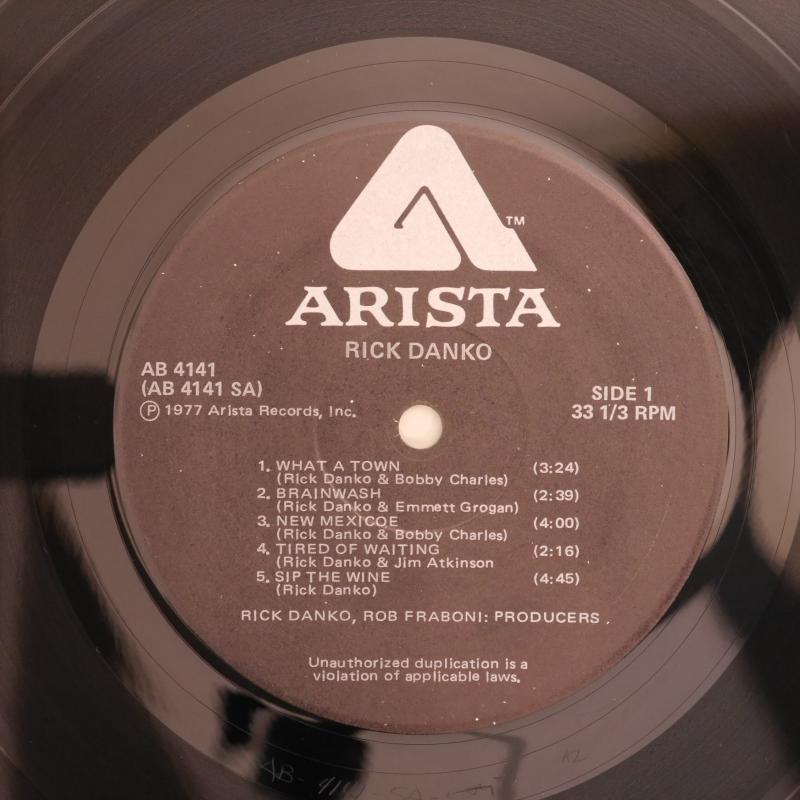 TM
ARISTA
RICK DANKO
AB 4141
(AB 4141 SA)
Ⓟ 1977 Arista Records, Inc.
SIDE 1
33 1/3 RPM
1. WHAT A TOWN (3:24)
(Rick Danko & Bobby Charles)
2. BRAINWASH (2:39)
(Rick Danko & Emmett Grogan)
3. NEW MEXICOE (4:00)
(Rick Danko & Bobby Charles)
4. TIRED OF WAITING (2:16)
(Rick Danko & Jim Atkinson
5. SIP THE WINE (4:45)
(Rick Danko)
RICK DANKO, ROB FRABONI: PRODUCERS.
Unauthorized duplication is a
violation of applicable laws.